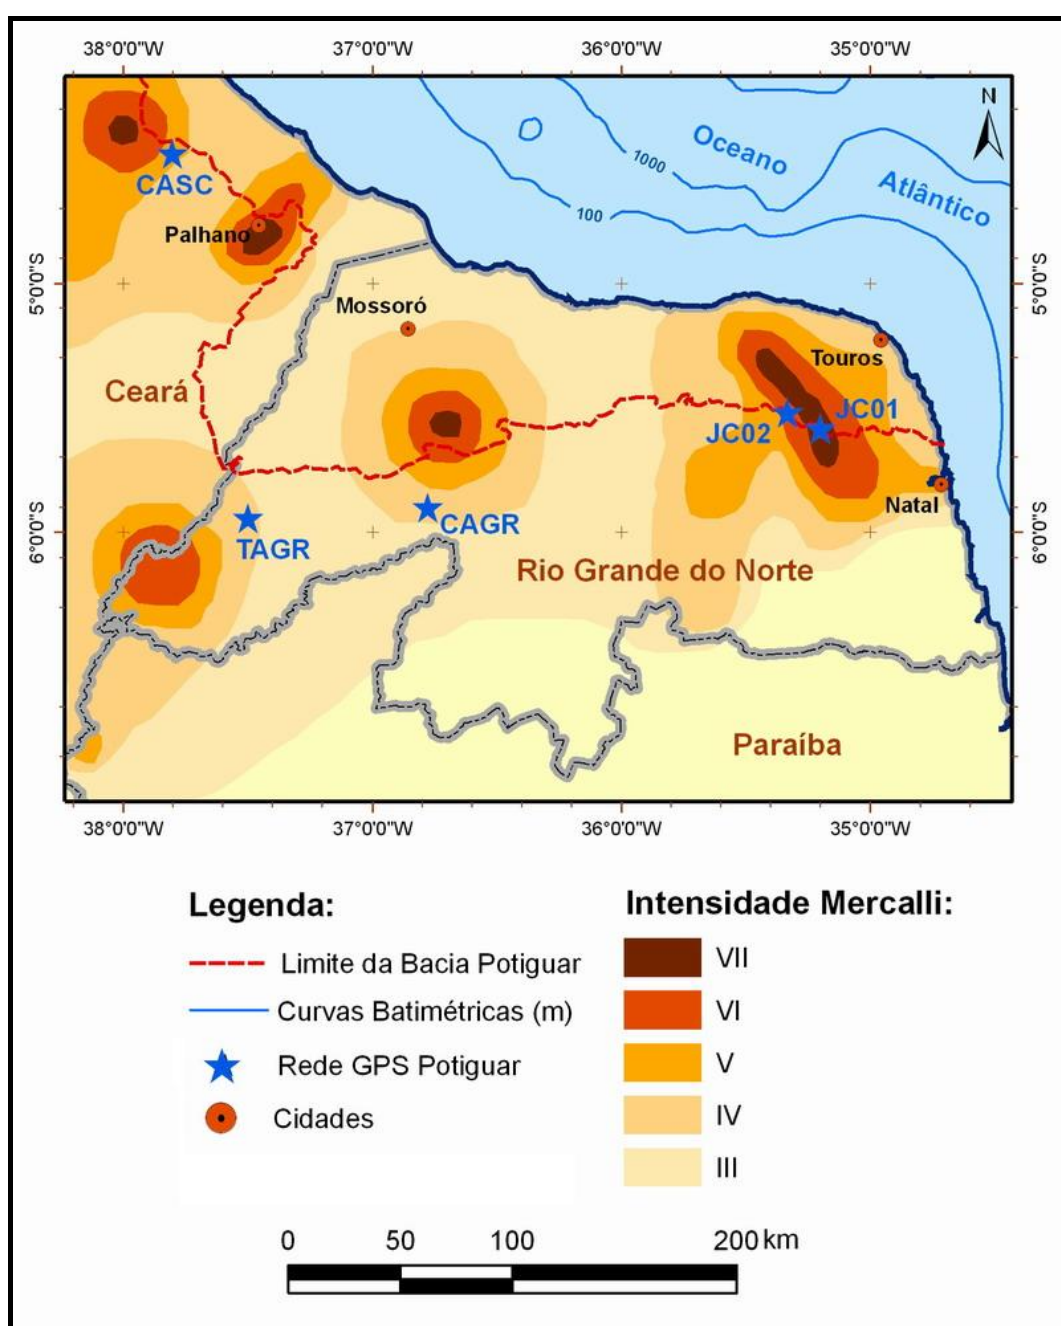 38°0'0"W 37°0'0"W 36°0'0"W 35°0'0"W
N
Oceano
Atlântico
1000
100
CASC
Palhano
5°0'0"S 5°0'0"S
Mossoró
Touros
Ceará
JC02 JC01
Natal
CAGR
TAGR
6°0'0"S 6°0'0"S
Rio Grande do Norte
Paraíba
38°0'0"W 37°0'0"W 36°0'0"W 35°0'0"W
Legenda:
Limite da Bacia Potiguar
Curvas Batimétricas (m)
Rede GPS Potiguar
Cidades
Intensidade Mercalli:
VII
VI
V
IV
III
0 50 100 200 km